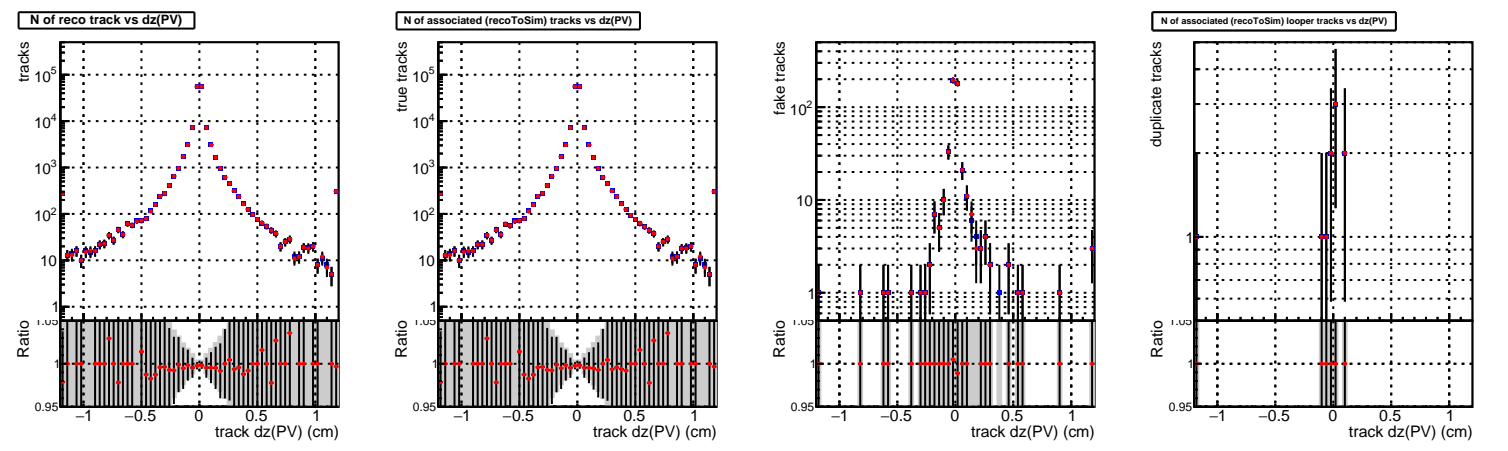 N of reco track vs dz(PV)
tracks
10^5
10^4
10^3
10^2
10
1
Ratio
1.05
1
0.95
−1 −0.5 0 0.5 1
track dz(PV) (cm)
N of associated (recoToSim) tracks vs dz(PV)
true tracks
10^5
10^4
10^3
10^2
10
1
Ratio
1.05
1
0.95
−1 −0.5 0 0.5 1
track dz(PV) (cm)
fake tracks
10^2
10
1
Ratio
1.05
1
0.95
−1 −0.5 0 0.5 1
track dz(PV) (cm)
N of associated (recoToSim) looper tracks vs dz(PV)
duplicate tracks
1
Ratio
1.05
1
0.95
−1 −0.5 0 0.5 1
track dz(PV) (cm)